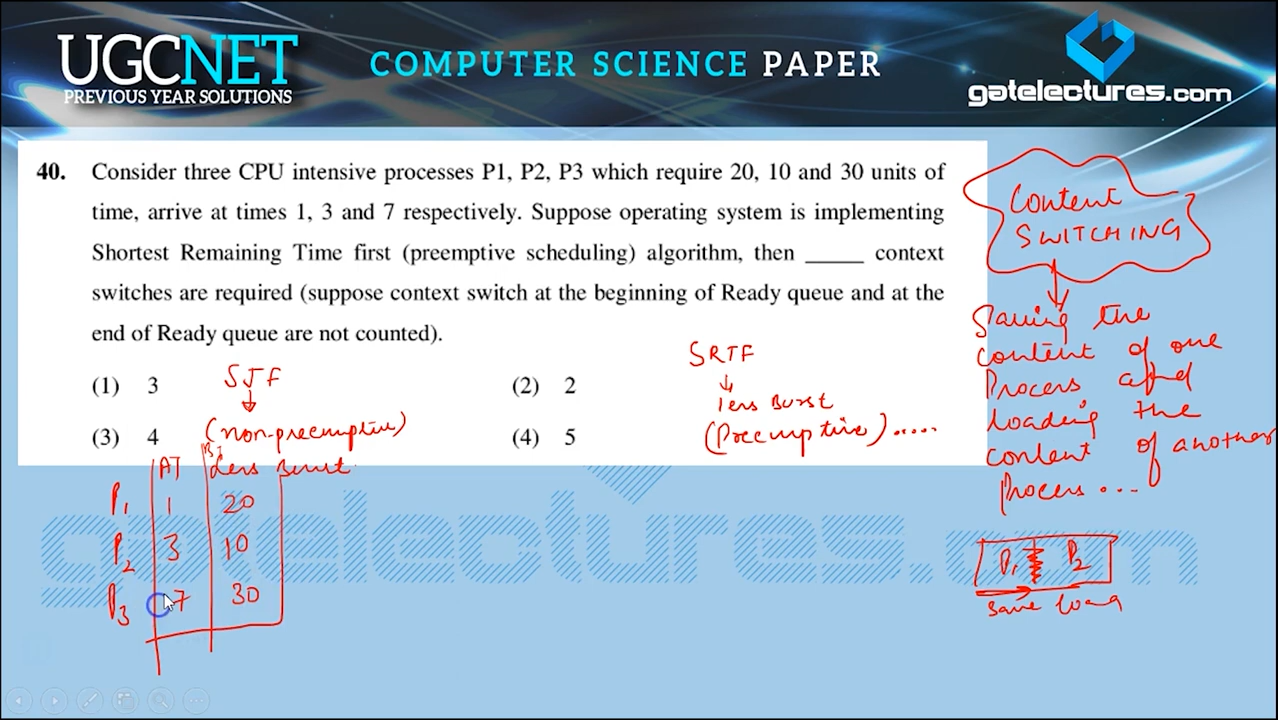 UGCNET
PREVIOUS YEAR SOLUTIONS
COMPUTER SCIENCE PAPER
gatelectures.com
40. Consider three CPU intensive processes P1, P2, P3 which require 20, 10 and 30 units of
time, arrive at times 1, 3 and 7 respectively. Suppose operating system is implementing
Shortest Remaining Time first (preemptive scheduling) algorithm, then _____ context
switches are required (suppose context switch at the beginning of Ready queue and at the
end of Ready queue are not counted).
(1) 3 (2) 2
(3) 4 (4) 5
SJF
(non-preemptive)
Less Burst
SRTF
less Burst
(Preemptive).....
AT BT
P1 1 20
P2 3 10
P3 7 30
Content
SWITCHING
Saving the
content of one
Process and
loading the
content of another
Process...
P1 P2
save load
gatelectures.com